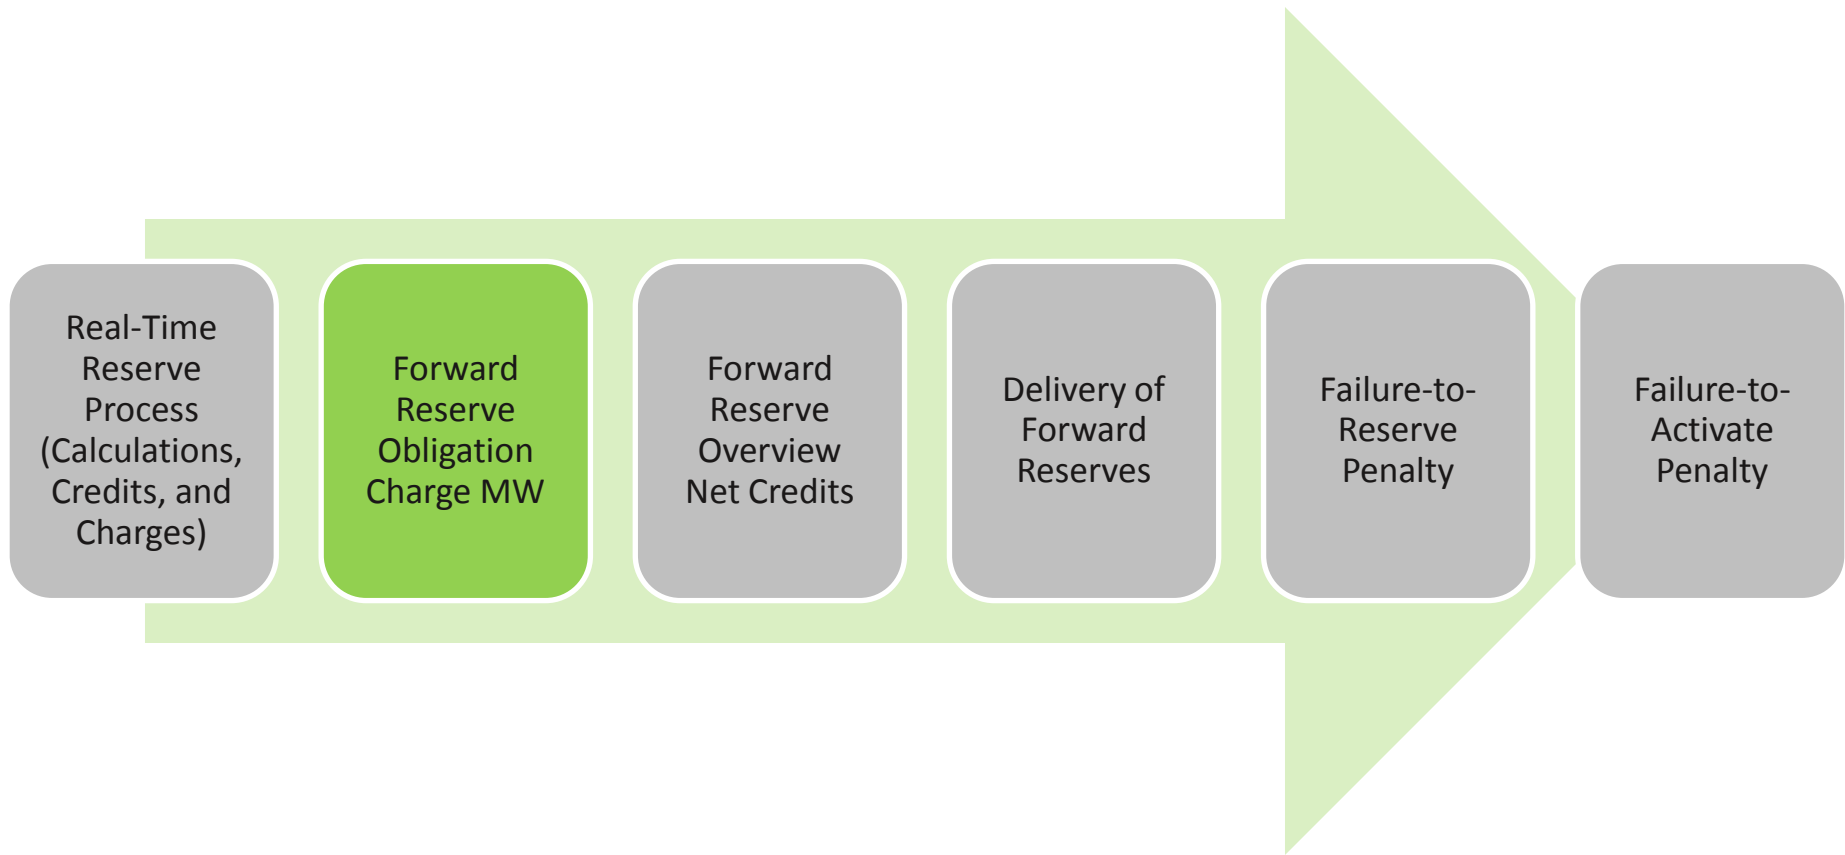 Real-Time
Reserve
Process
(Calculations,
Credits, and
Charges)
Forward
Reserve
Obligation
Charge MW
Forward
Reserve
Overview
Net Credits
Delivery of
Forward
Reserves
Failure-to-
Reserve
Penalty
Failure-to-
Activate
Penalty